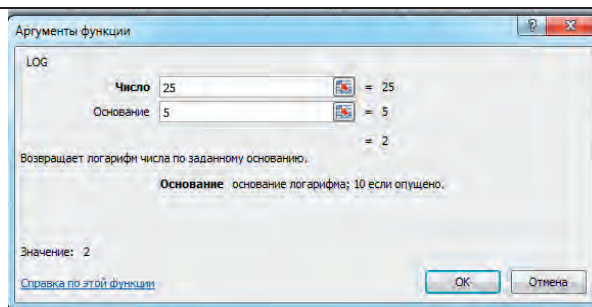 Аргументы функции
LOG
Число 25 = 25
Основание 5 = 5
= 2
Возвращает логарифм числа по заданному основанию.
Основание основание логарифма; 10 если опущено.
Значение: 2
Справка по этой функции ОК Отмена